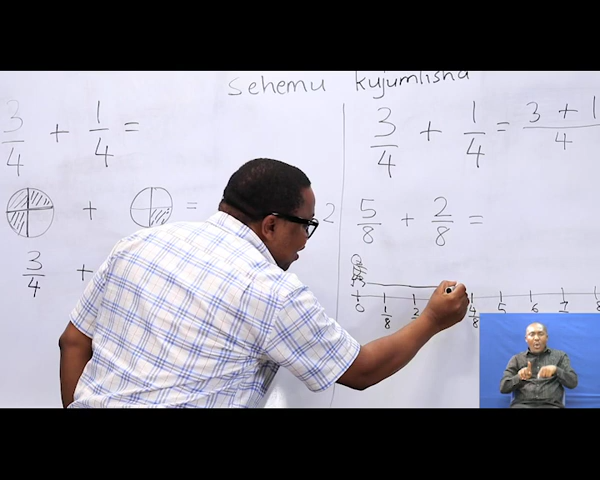 Sehemu kujumlisha
3/4 + 1/4 =
+ =
3/4 +
3/4 + 1/4 = 3 + 1 / 4
2 5/8 + 2/8 =
0 1/8 2 4/8 5 6 7 8